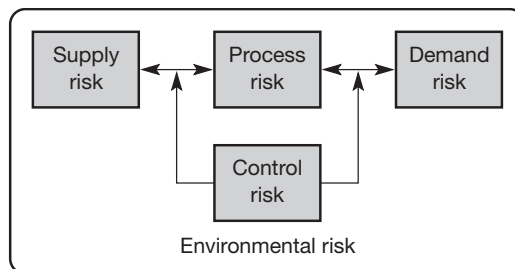 Supply
risk
Process
risk
Demand
risk
Control
risk
Environmental risk